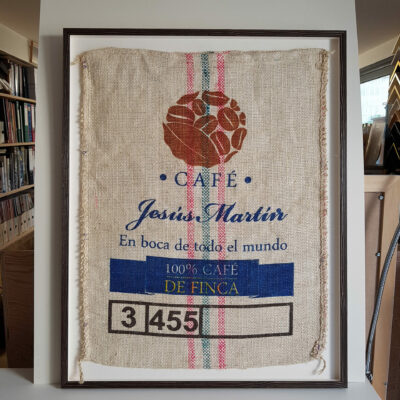 • CAFÉ •
Jesús Martín
En boca de todo el mundo
100% CAFÉ
DE FINCA
3 455